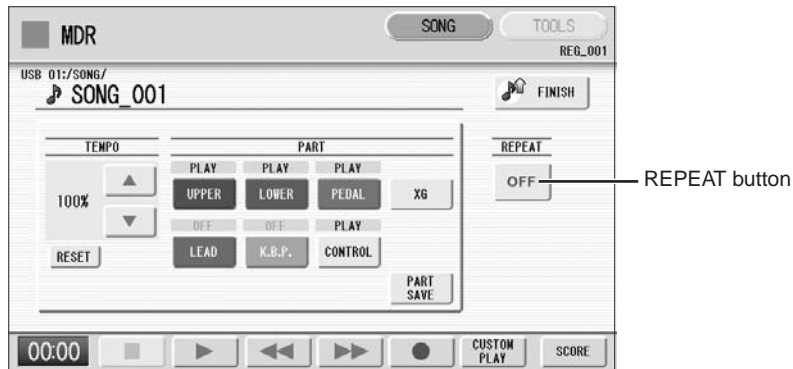 MDR
SONG
TOOLS
REG_001
USB 01:/SONG/
SONG_001
FINISH
TEMPO
PART
REPEAT
PLAY PLAY PLAY
UPPER LOWER PEDAL XG
OFF
REPEAT button
100%
OFF OFF PLAY
LEAD K.B.P. CONTROL
RESET
PART
SAVE
00:00
CUSTOM
PLAY
SCORE